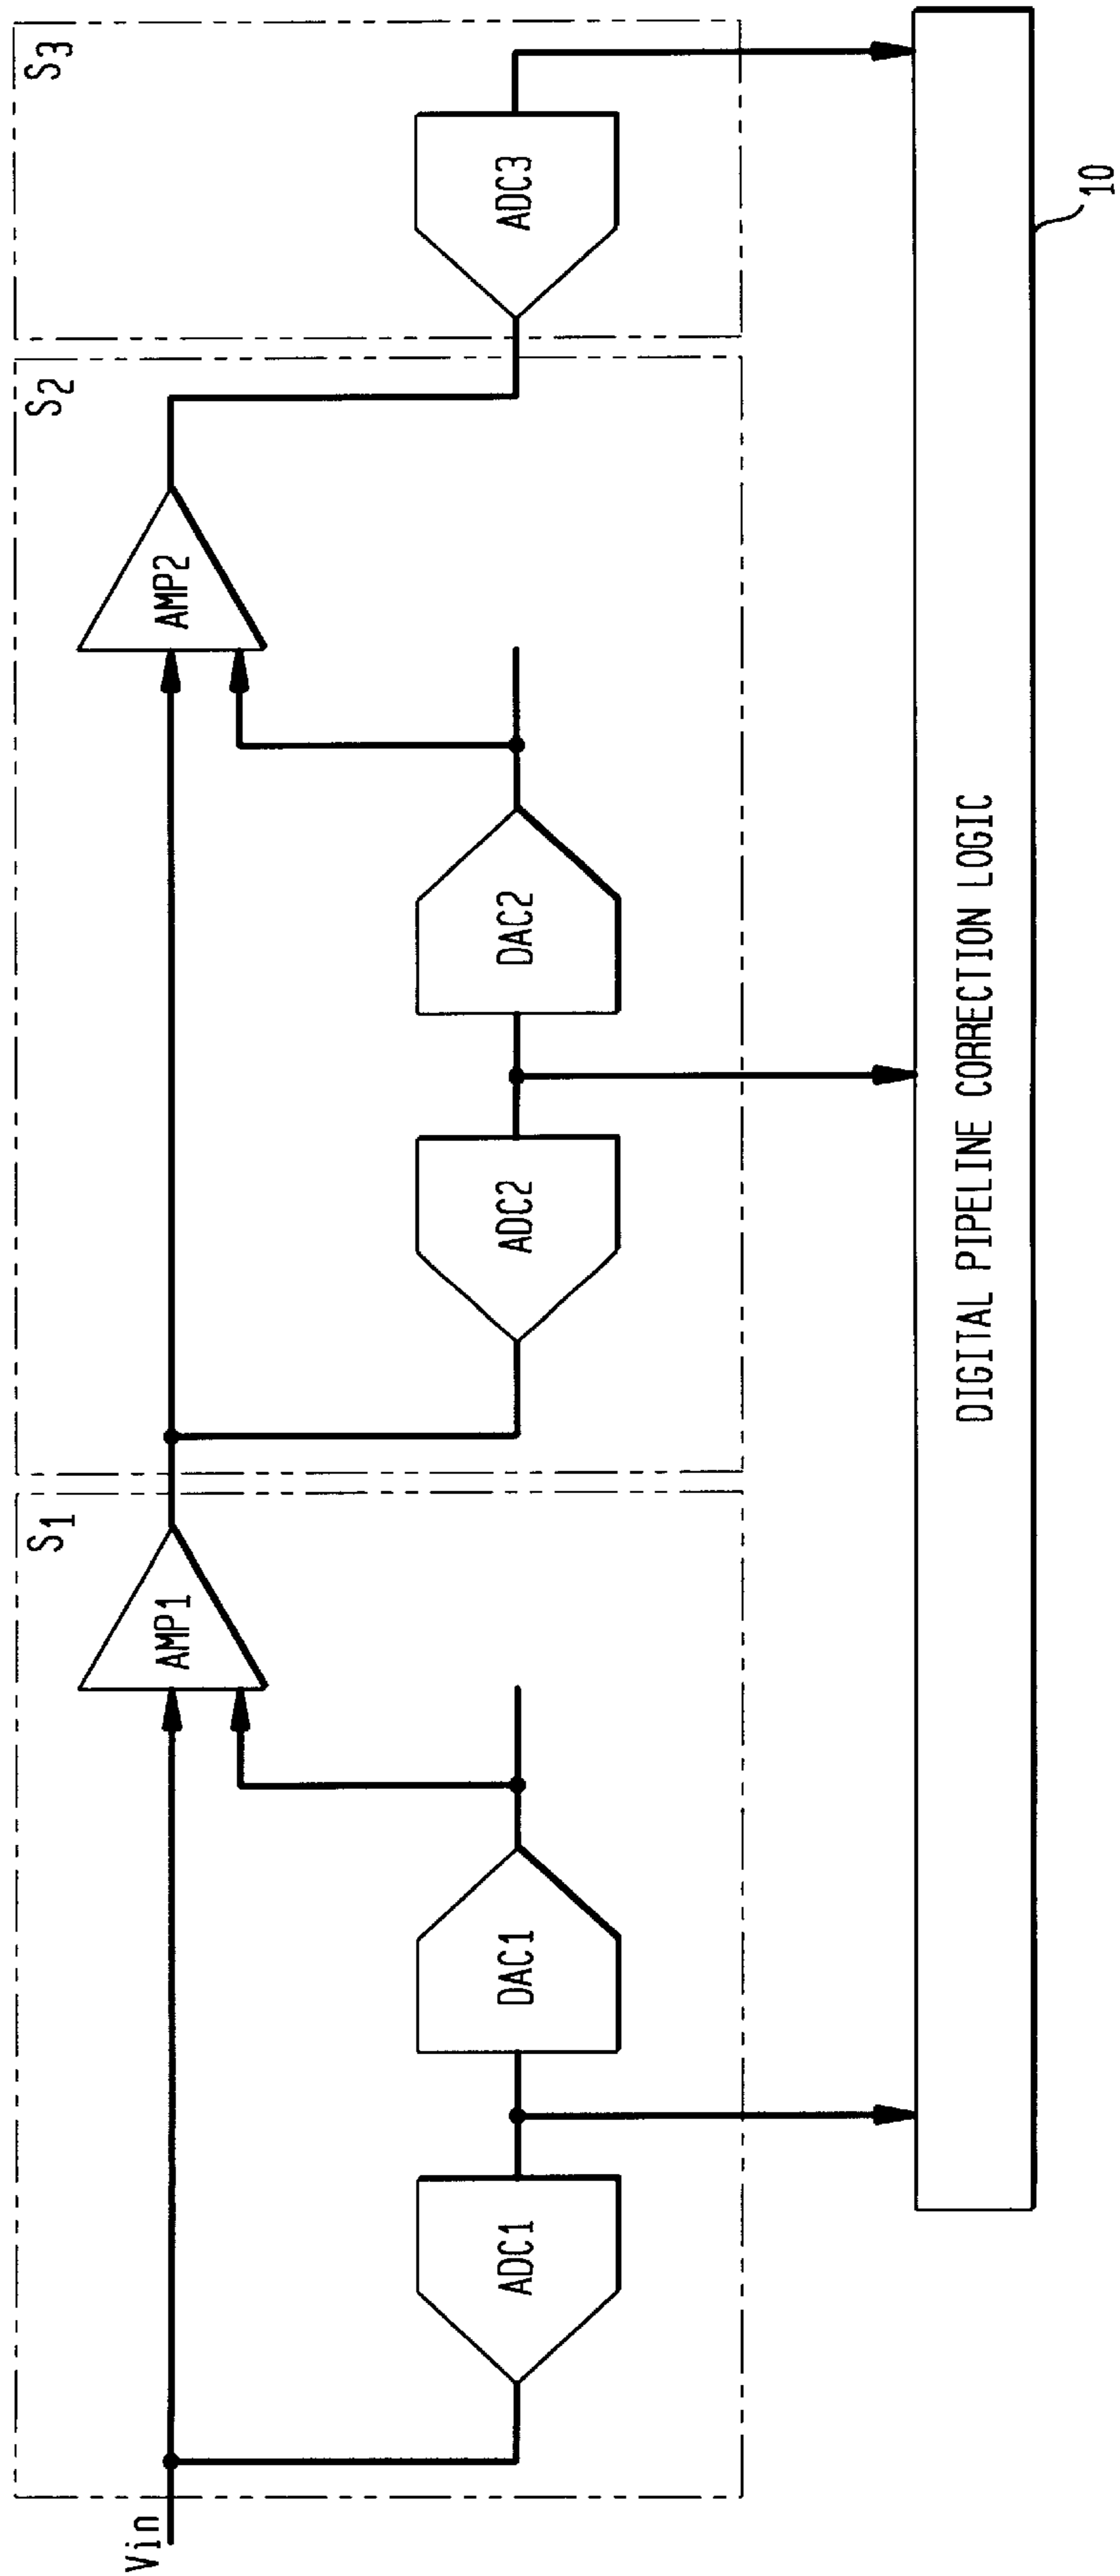 S1
S2
S3
Vin
AMP1
AMP2
ADC1
DAC1
ADC2
DAC2
ADC3
DIGITAL PIPELINE CORRECTION LOGIC
10